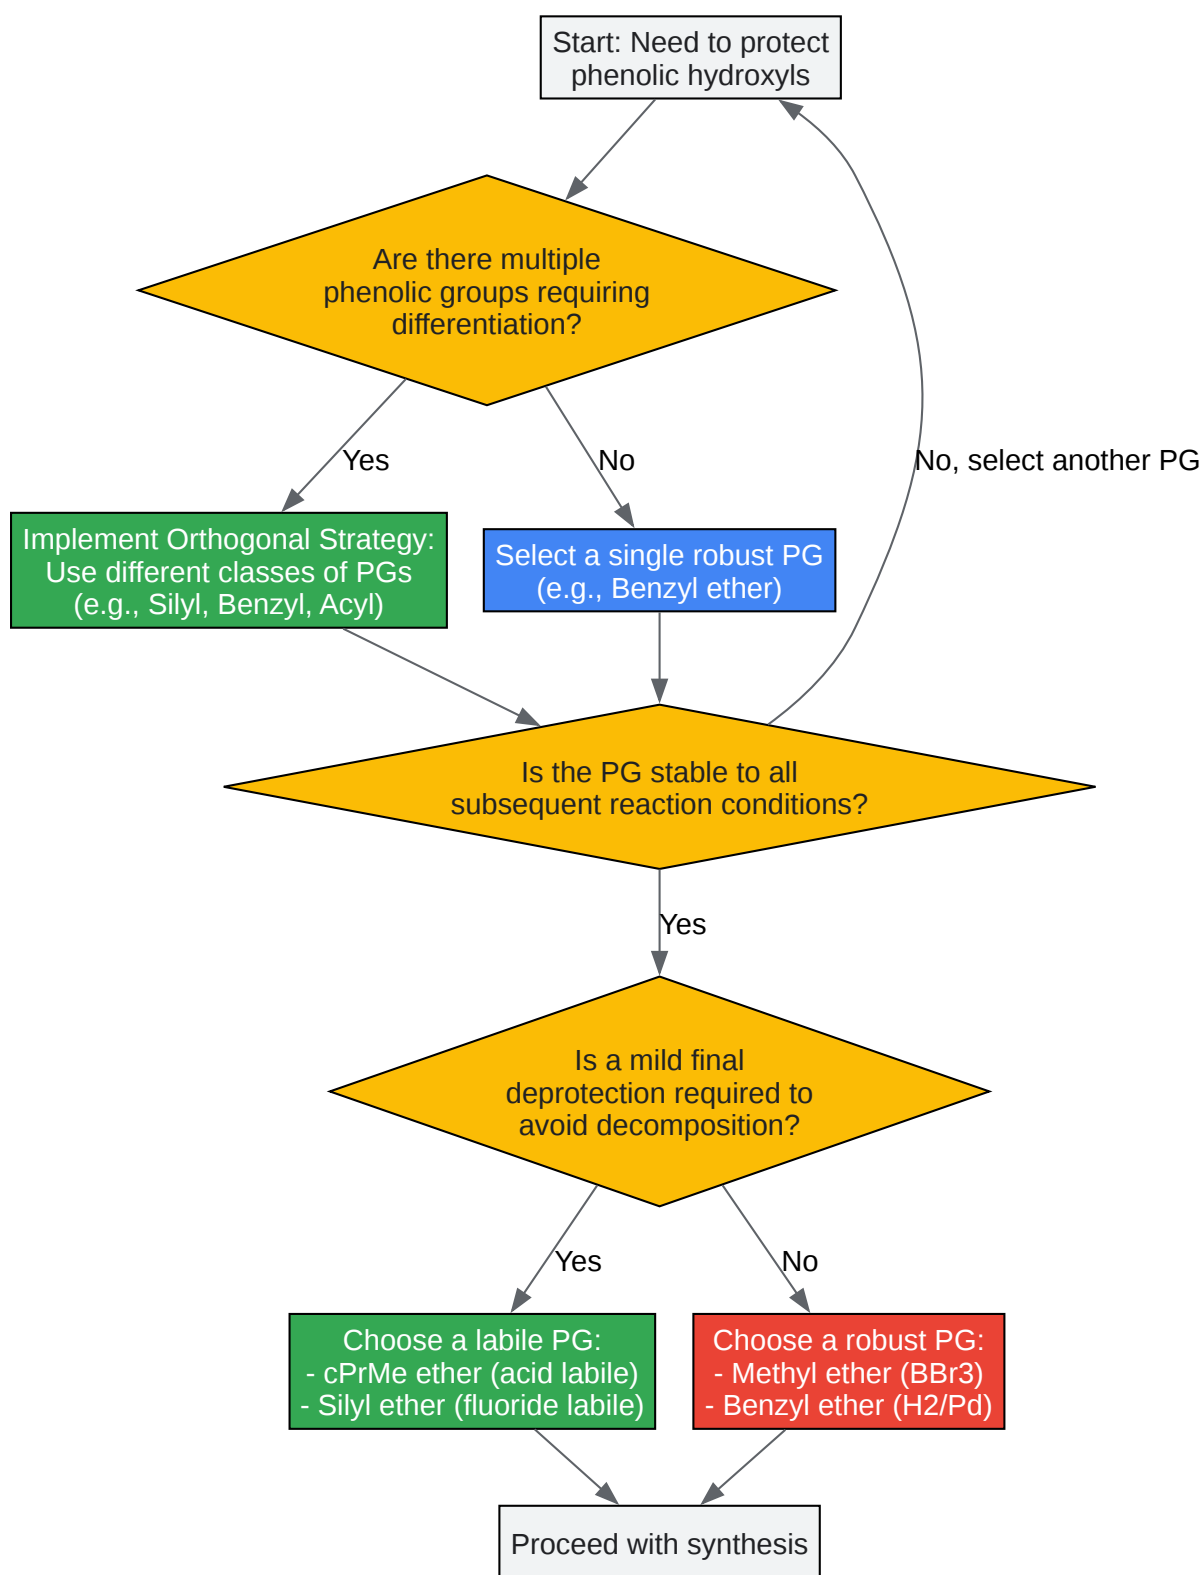 Start: Need to protect
phenolic hydroxyls
Are there multiple
phenolic groups requiring
differentiation?
Yes
No
No, select another PG
Implement Orthogonal Strategy:
Use different classes of PGs
(e.g., Silyl, Benzyl, Acyl)
Select a single robust PG
(e.g., Benzyl ether)
Is the PG stable to all
subsequent reaction conditions?
Yes
Is a mild final
deprotection required to
avoid decomposition?
Yes
No
Choose a labile PG:
- cPrMe ether (acid labile)
- Silyl ether (fluoride labile)
Choose a robust PG:
- Methyl ether (BBr3)
- Benzyl ether (H2/Pd)
Proceed with synthesis